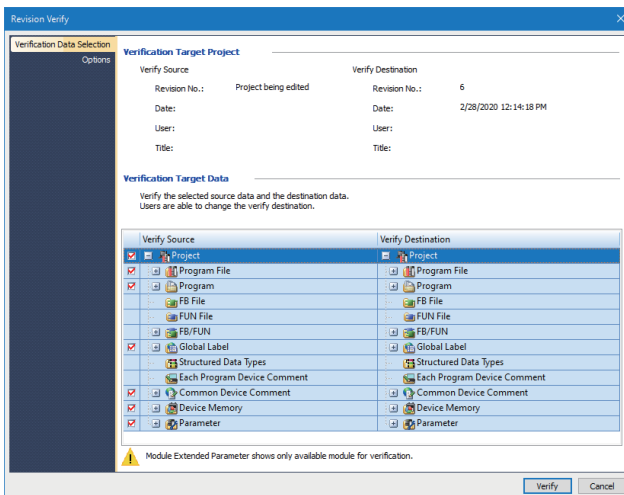 Revision Verify
Verification Data Selection
Options
Verification Target Project
Verify Source Verify Destination
Revision No.: Project being edited Revision No.: 6
Date: Date: 2/28/2020 12:14:18 PM
User: User:
Title: Title:
Verification Target Data
Verify the selected source data and the destination data.
Users are able to change the verify destination.
Verify Source Verify Destination
Project Project
Program File Program File
Program Program
FB File FB File
FUN File FUN File
FB/FUN FB/FUN
Global Label Global Label
Structured Data Types Structured Data Types
Each Program Device Comment Each Program Device Comment
Common Device Comment Common Device Comment
Device Memory Device Memory
Parameter Parameter
Module Extended Parameter shows only available module for verification.
Verify Cancel